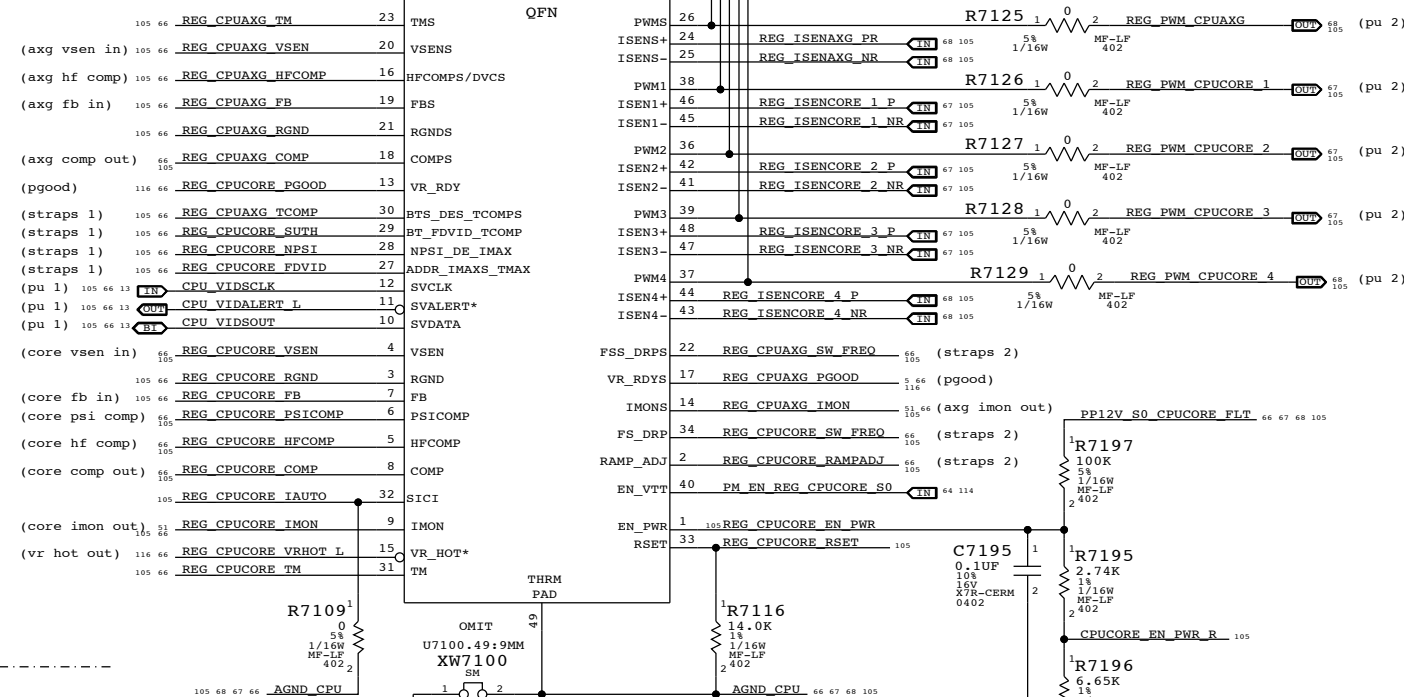 QFN
105 66 REG_CPUAXG_TM 23 TMS
(axg vsen in) 105 66 REG_CPUAXG_VSEN 20 VSENS
(axg hf comp) 105 66 REG_CPUAXG_HFCOMP 16 HFCOMPS/DVCS
(axg fb in) 105 66 REG_CPUAXG_FB 19 FBS
105 66 REG_CPUAXG_RGND 21 RGNDS
(axg comp out) 66 105 REG_CPUAXG_COMP 18 COMPS
(pgood) 116 66 REG_CPUCORE_PGOOD 13 VR_RDY
(straps 1) 105 66 REG_CPUAXG_TCOMP 30 BTS_DES_TCOMPS
(straps 1) 105 66 REG_CPUCORE_SUTH 29 BT_FDVID_TCOMP
(straps 1) 105 66 REG_CPUCORE_NPSI 28 NPSI_DE_IMAX
(straps 1) 105 66 REG_CPUCORE_FDVID 27 ADDR_IMAXS_TMAX
(pu 1) 105 66 13 IN CPU_VIDSCLK 12 SVCLK
(pu 1) 105 66 13 OUT CPU_VIDALERT_L 11 SVALERT*
(pu 1) 105 66 13 BI CPU_VIDSOUT 10 SVDATA
(core vsen in) 66 105 REG_CPUCORE_VSEN 4 VSEN
105 66 REG_CPUCORE_RGND 3 RGND
(core fb in) 105 66 REG_CPUCORE_FB 7 FB
(core psi comp) 66 105 REG_CPUCORE_PSICOMP 6 PSICOMP
(core hf comp) 66 105 REG_CPUCORE_HFCOMP 5 HFCOMP
(core comp out) 66 105 REG_CPUCORE_COMP 8 COMP
105 REG_CPUCORE_IAUTO 32 SICI
(core imon out) 51 105 66 REG_CPUCORE_IMON 9 IMON
(vr hot out) 116 66 REG_CPUCORE_VRHOT_L 15 VR_HOT*
105 66 REG_CPUCORE_TM 31 TM
PWMS 26 R7125 1 0 2 REG_PWM_CPUAXG OUT 68 105 (pu 2)
5% 1/16W MF-LF 402
ISENS+ 24 REG_ISENAXG_PR IN 68 105
ISENS- 25 REG_ISENAXG_NR IN 68 105
PWM1 38 R7126 1 0 2 REG_PWM_CPUCORE_1 OUT 67 105 (pu 2)
5% 1/16W MF-LF 402
ISEN1+ 46 REG_ISENCORE_1_P IN 67 105
ISEN1- 45 REG_ISENCORE_1_NR IN 67 105
PWM2 36 R7127 1 0 2 REG_PWM_CPUCORE_2 OUT 67 105 (pu 2)
5% 1/16W MF-LF 402
ISEN2+ 42 REG_ISENCORE_2_P IN 67 105
ISEN2- 41 REG_ISENCORE_2_NR IN 67 105
PWM3 39 R7128 1 0 2 REG_PWM_CPUCORE_3 OUT 67 105 (pu 2)
5% 1/16W MF-LF 402
ISEN3+ 48 REG_ISENCORE_3_P IN 67 105
ISEN3- 47 REG_ISENCORE_3_NR IN 67 105
PWM4 37 R7129 1 0 2 REG_PWM_CPUCORE_4 OUT 68 105 (pu 2)
5% 1/16W MF-LF 402
ISEN4+ 44 REG_ISENCORE_4_P IN 68 105
ISEN4- 43 REG_ISENCORE_4_NR IN 68 105
FSS_DRPS 22 REG_CPUAXG_SW_FREQ 66 105 (straps 2)
VR_RDYS 17 REG_CPUAXG_PGOOD 5 66 116 (pgood)
IMONS 14 REG_CPUAXG_IMON 51 66 105 (axg imon out)
FS_DRP 34 REG_CPUCORE_SW_FREQ 66 105 (straps 2)
RAMP_ADJ 2 REG_CPUCORE_RAMPADJ 66 105 (straps 2)
EN_VTT 40 PM_EN_REG_CPUCORE_S0 IN 64 114
EN_PWR 1 105 REG_CPUCORE_EN_PWR
RSET 33 REG_CPUCORE_RSET 105
PP12V_S0_CPUCORE_FLT 66 67 68 105
1 R7197
100K
5%
1/16W
MF-LF
2 402
C7195 1
0.1UF
10%
16V
X7R-CERM 2
0402
1 R7195
2.74K
1%
1/16W
MF-LF
2 402
CPUCORE_EN_PWR_R 105
1 R7196
6.65K
1%
THRM
PAD
49
R7109 1
0
5%
1/16W
MF-LF
402 2
105 68 67 66 AGND_CPU
OMIT
U7100.49:9MM
XW7100
SM
1 2
1 R7116
14.0K
1%
1/16W
MF-LF
2 402
AGND_CPU 66 67 68 105